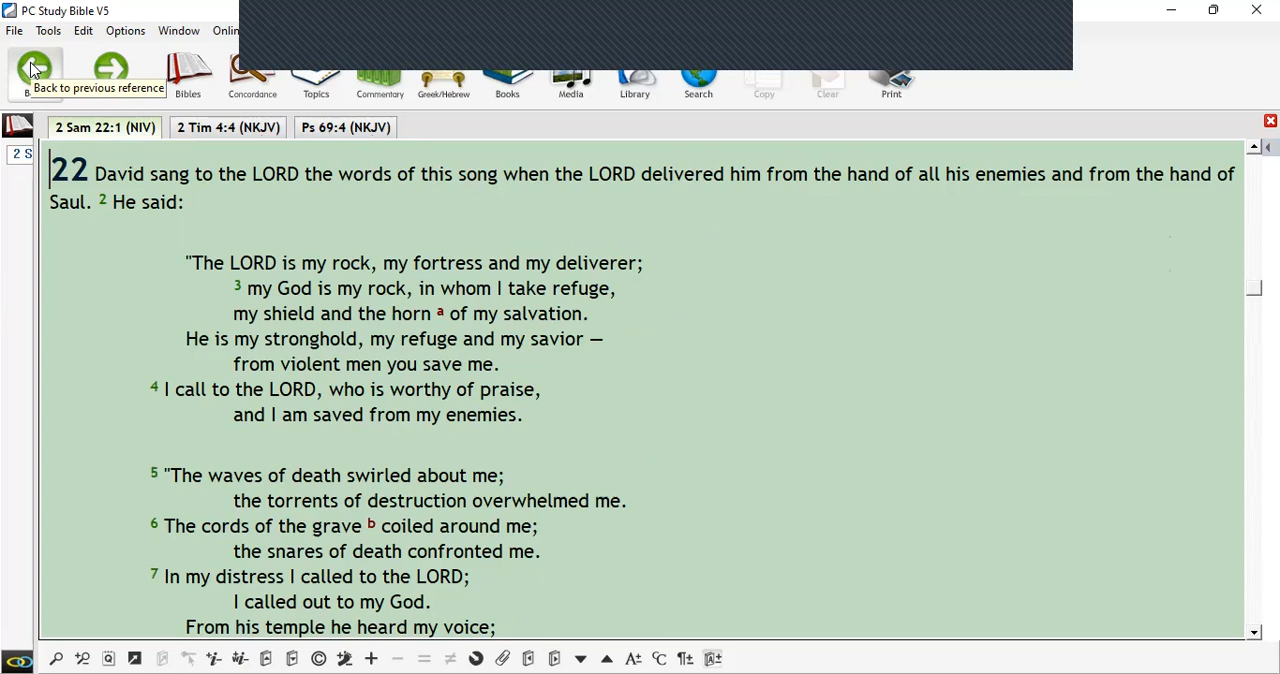 PC Study Bible V5
File Tools Edit Options Window
Back to previous reference
Bibles Concordance Topics Commentary Greek/Hebrew Books Media Library Search Copy Clear Print
2 Sam 22:1 (NIV) 2 Tim 4:4 (NKJV) Ps 69:4 (NKJV)
2 S
22 David sang to the LORD the words of this song when the LORD delivered him from the hand of all his enemies and from the hand of
Saul. 2 He said:
"The LORD is my rock, my fortress and my deliverer;
3 my God is my rock, in whom I take refuge,
my shield and the horn a of my salvation.
He is my stronghold, my refuge and my savior —
from violent men you save me.
4 I call to the LORD, who is worthy of praise,
and I am saved from my enemies.
5 "The waves of death swirled about me;
the torrents of destruction overwhelmed me.
6 The cords of the grave b coiled around me;
the snares of death confronted me.
7 In my distress I called to the LORD;
I called out to my God.
From his temple he heard my voice;